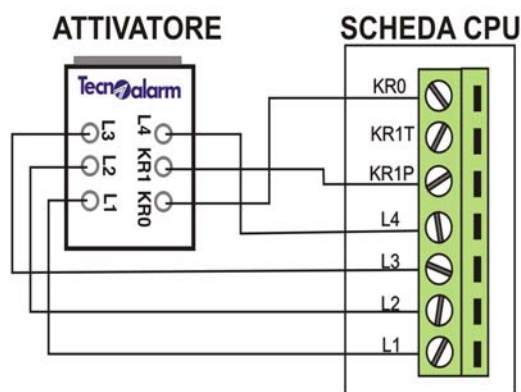 ATTIVATORE
SCHEDA CPU
Tecnoalarm
L3 L4
L2 KR1
L1 KR0
KR0
KR1T
KR1P
L4
L3
L2
L1